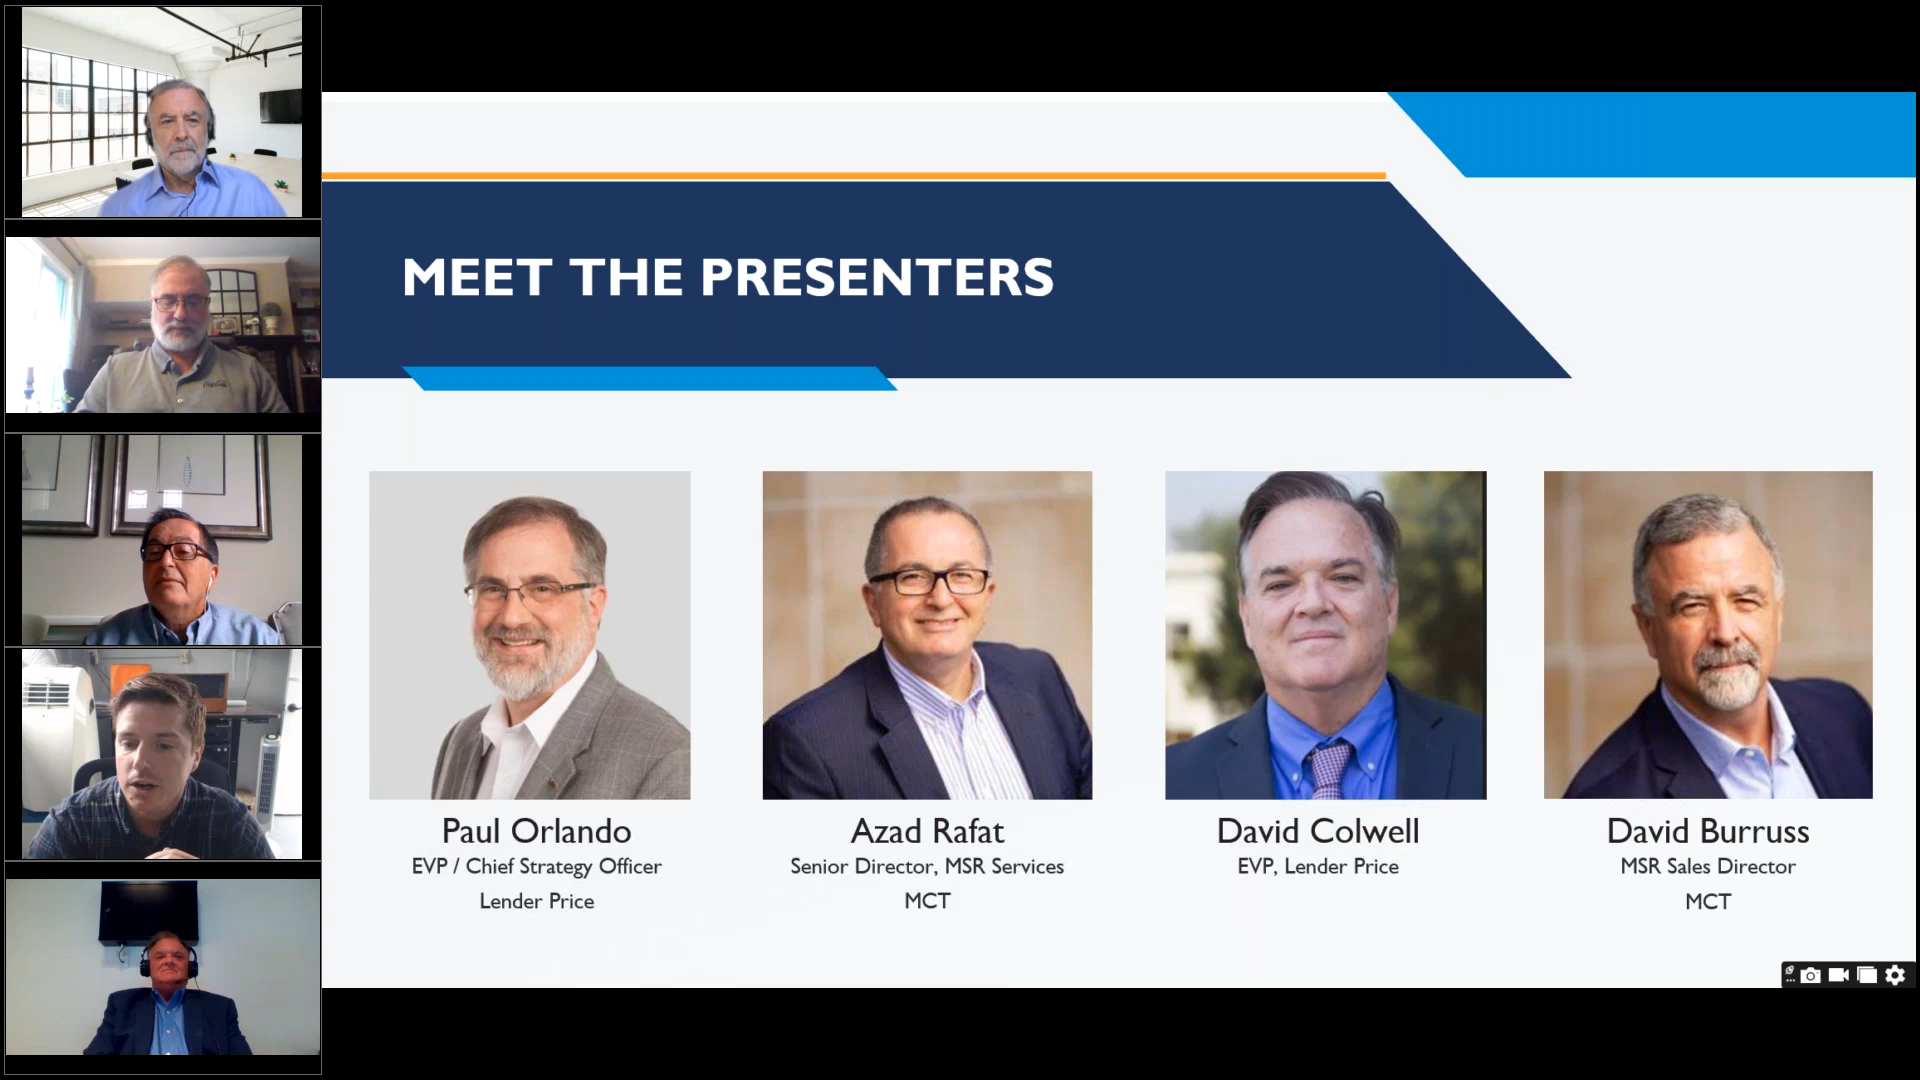 MEET THE PRESENTERS
Paul Orlando
EVP / Chief Strategy Officer
Lender Price
Azad Rafat
Senior Director, MSR Services
MCT
David Colwell
EVP, Lender Price
David Burruss
MSR Sales Director
MCT